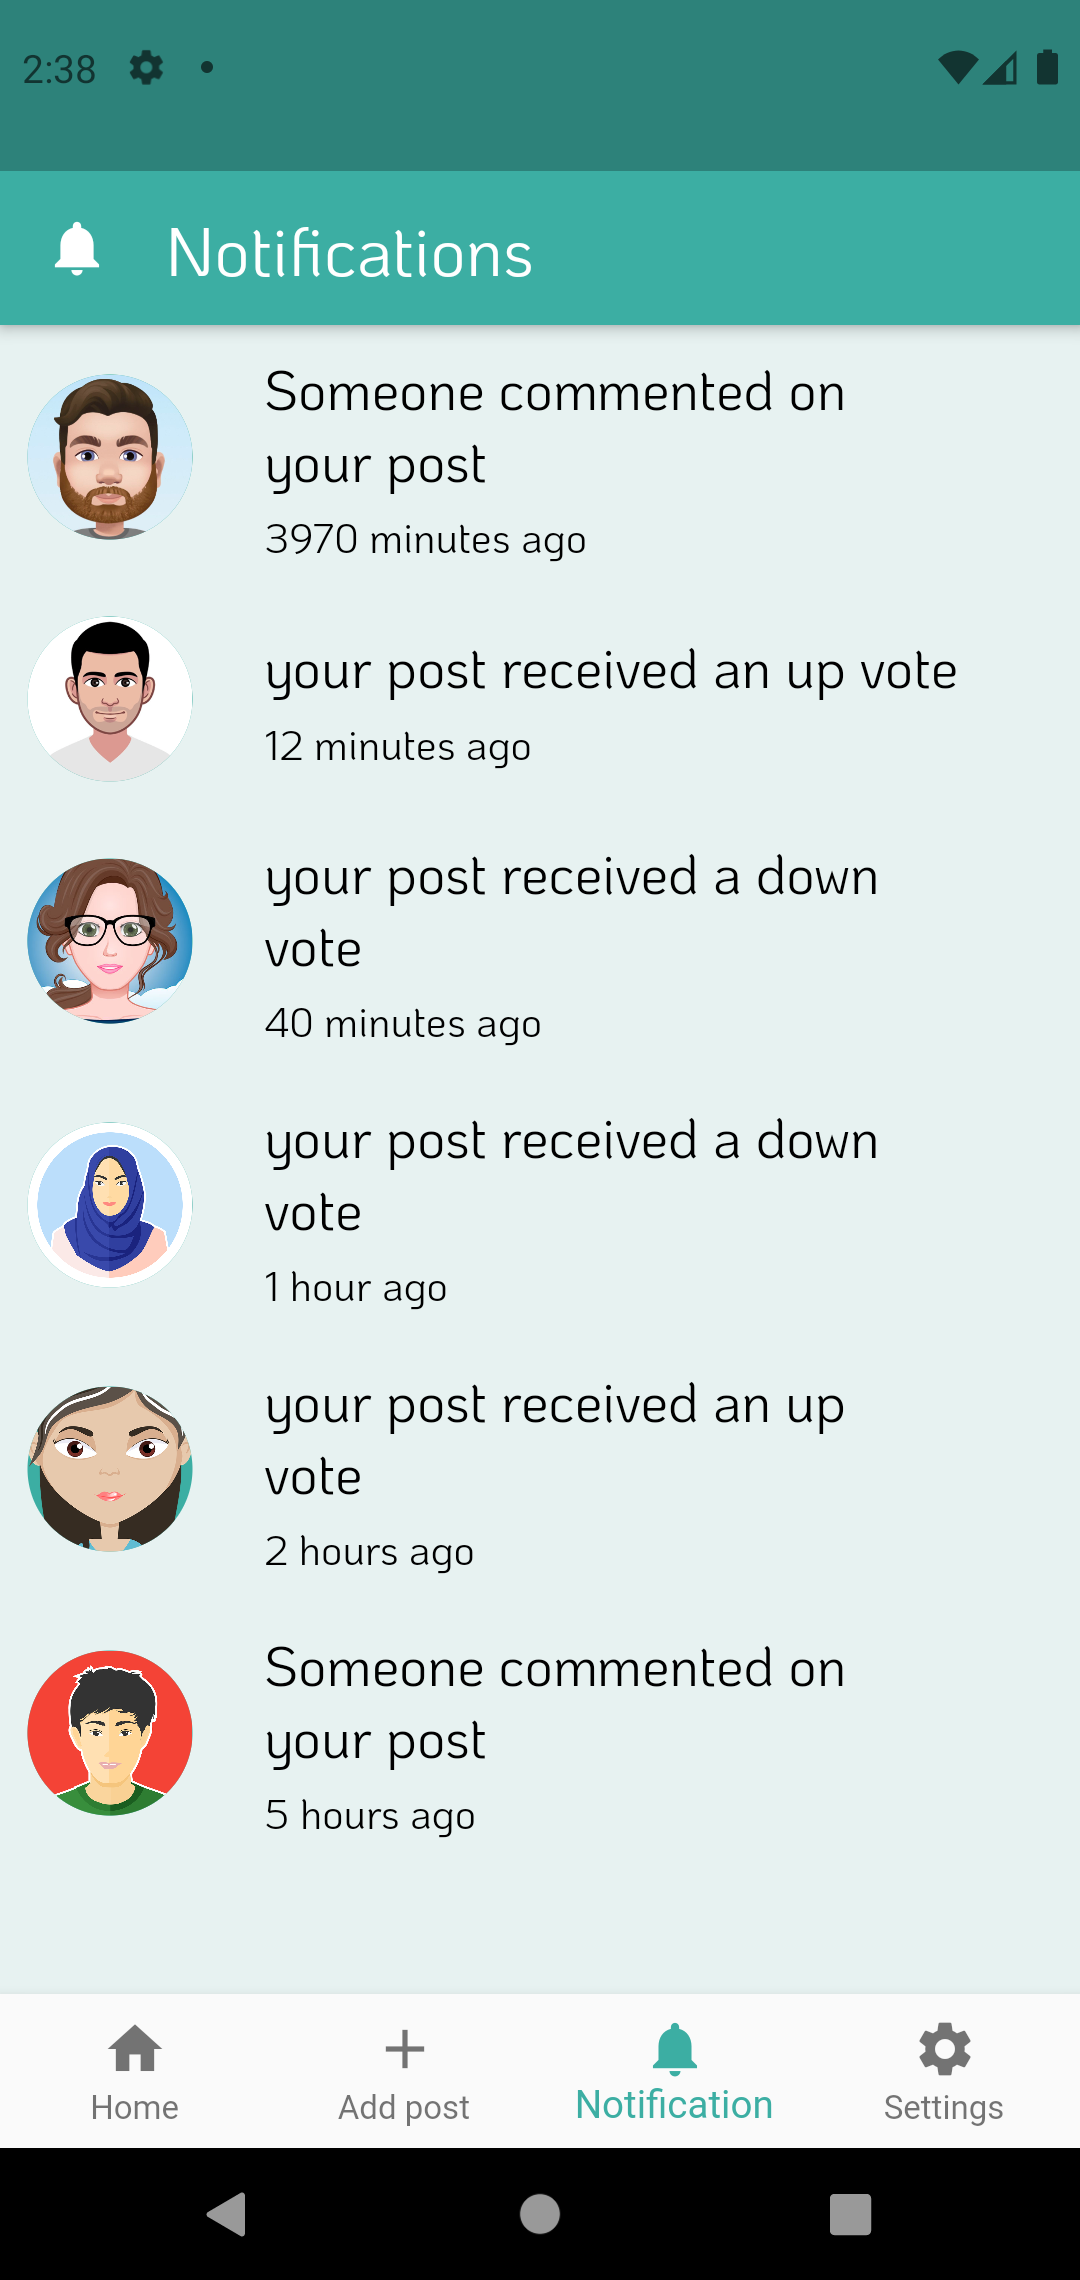 2:38
Notifications
Someone commented on
your post
3970 minutes ago
your post received an up vote
12 minutes ago
your post received a down
vote
40 minutes ago
your post received a down
vote
1 hour ago
your post received an up
vote
2 hours ago
Someone commented on
your post
5 hours ago
Home Add post Notification Settings